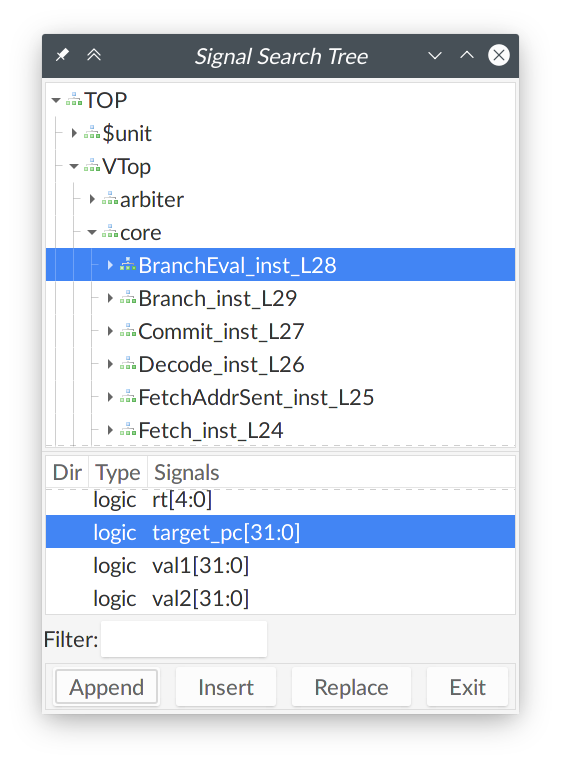 Signal Search Tree
TOP
$unit
VTop
arbiter
core
BranchEval_inst_L28
Branch_inst_L29
Commit_inst_L27
Decode_inst_L26
FetchAddrSent_inst_L25
Fetch_inst_L24
Dir Type Signals
logic rt[4:0]
logic target_pc[31:0]
logic val1[31:0]
logic val2[31:0]
Filter:
Append Insert Replace Exit